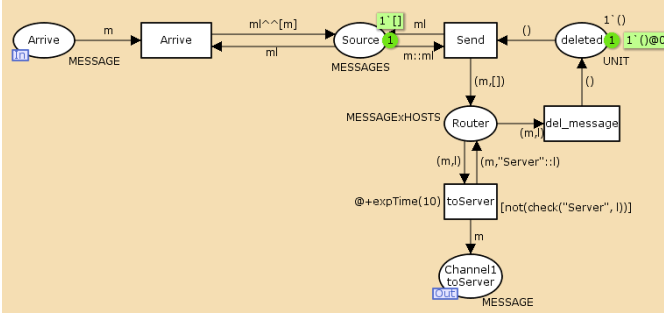 1`[]
1`()
m
ml^^[m]
ml
()
Arrive
Arrive
Source
1
Send
deleted
1
1`()@0
In
ml
m::ml
MESSAGE
MESSAGES
UNIT
(m,[])
()
MESSAGExHOSTS
Router
del_message
(m,l)
(m,l)
(m,"Server"::l)
@+expTime(10)
toServer
[not(check("Server", l))]
m
Channel1
toServer
Out
MESSAGE